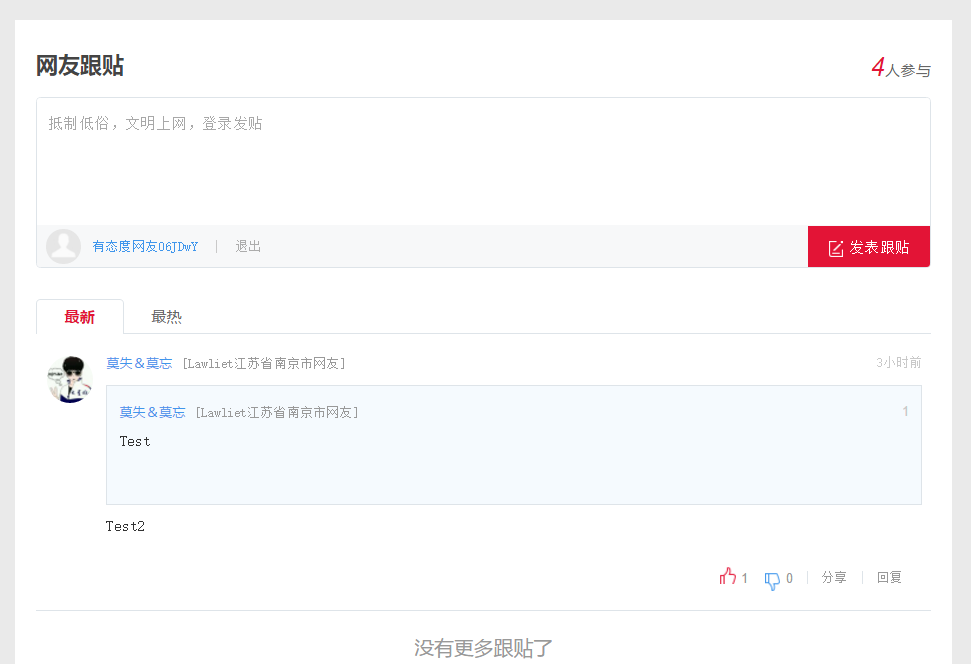 网友跟贴
4人参与
抵制低俗，文明上网，登录发贴
有态度网友06JDwY | 退出
发表跟贴
最新 最热
莫失&莫忘 [Lawliet江苏省南京市网友] 3小时前
莫失&莫忘 [Lawliet江苏省南京市网友] 1
Test
Test2
1 0 | 分享 | 回复
没有更多跟贴了